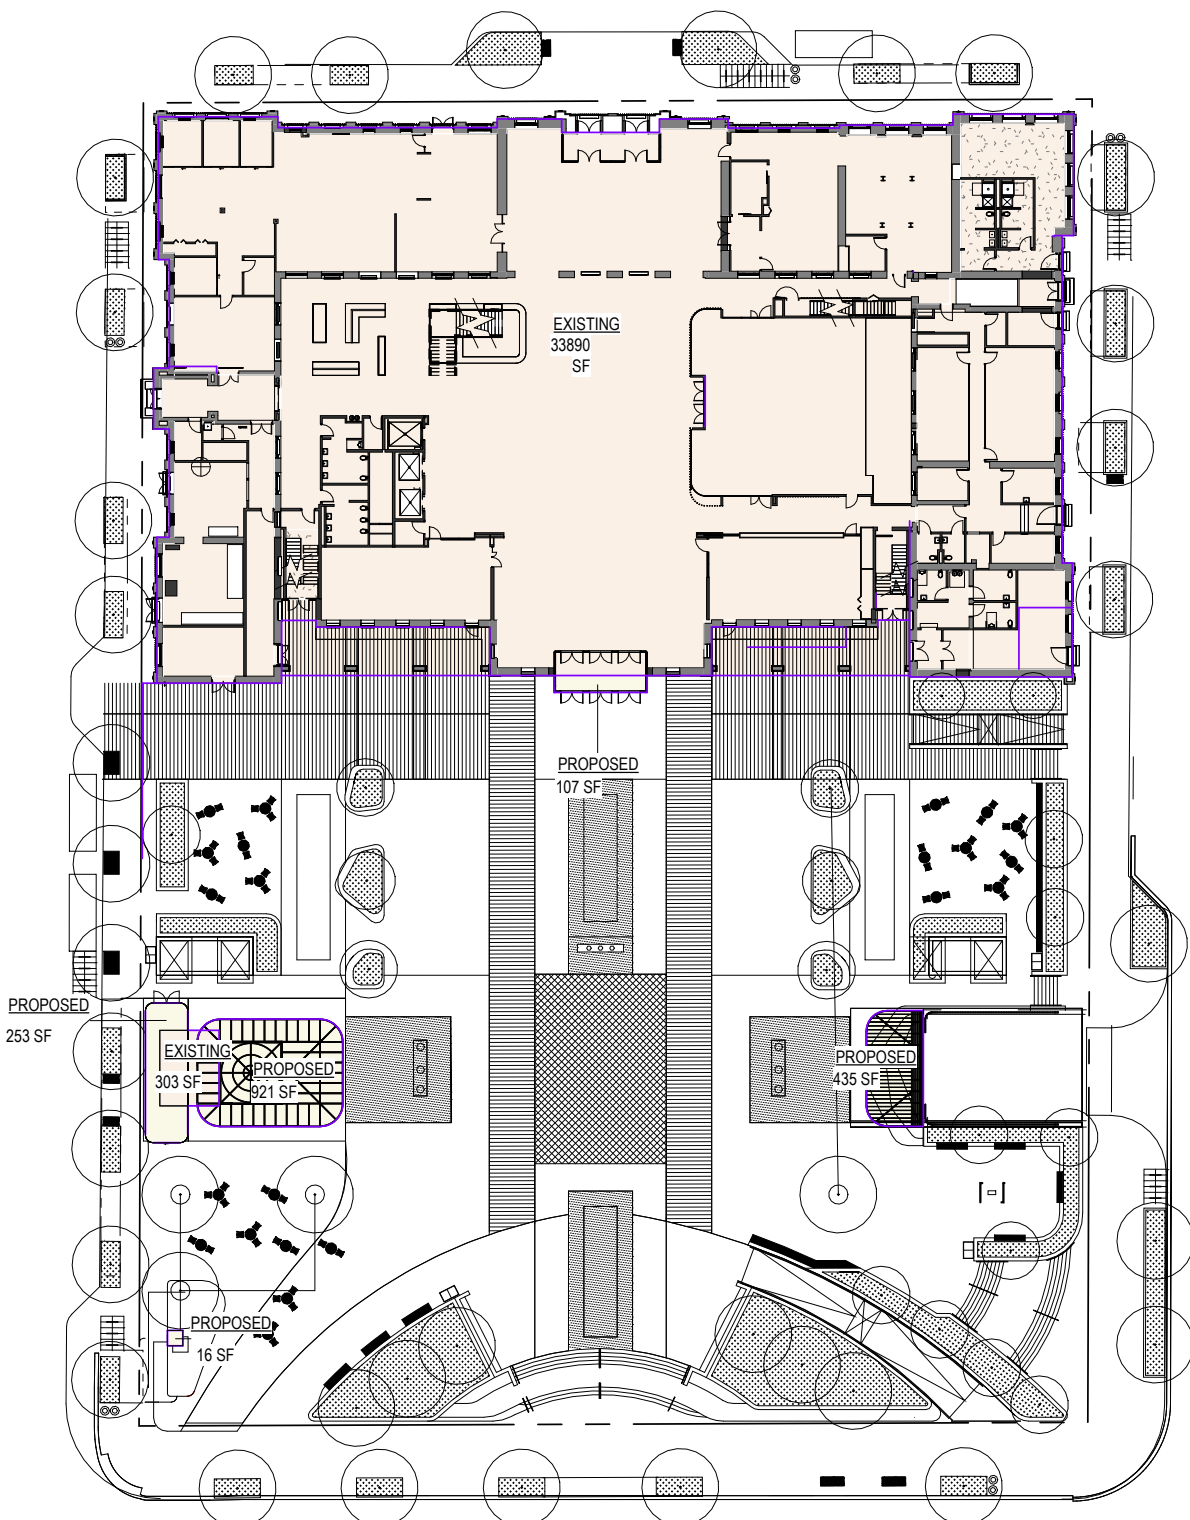 EXISTING
33890
SF
PROPOSED
107 SF
PROPOSED
253 SF
EXISTING
303 SF
PROPOSED
921 SF
PROPOSED
435 SF
PROPOSED
16 SF